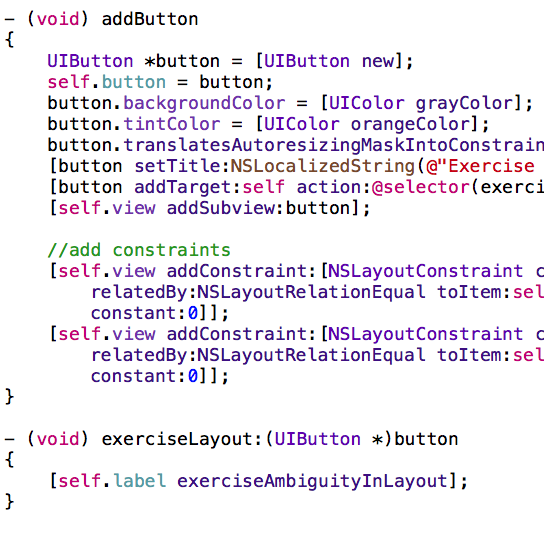 - (void) addButton
{
    UIButton *button = [UIButton new];
    self.button = button;
    button.backgroundColor = [UIColor grayColor];
    button.tintColor = [UIColor orangeColor];
    button.translatesAutoresizingMaskIntoConstrain
    [button setTitle:NSLocalizedString(@"Exercise
    [button addTarget:self action:@selector(exerci
    [self.view addSubview:button];

    //add constraints
    [self.view addConstraint:[NSLayoutConstraint c
        relatedBy:NSLayoutRelationEqual toItem:sel
        constant:0]];
    [self.view addConstraint:[NSLayoutConstraint c
        relatedBy:NSLayoutRelationEqual toItem:sel
        constant:0]];
}

- (void) exerciseLayout:(UIButton *)button
{
    [self.label exerciseAmbiguityInLayout];
}